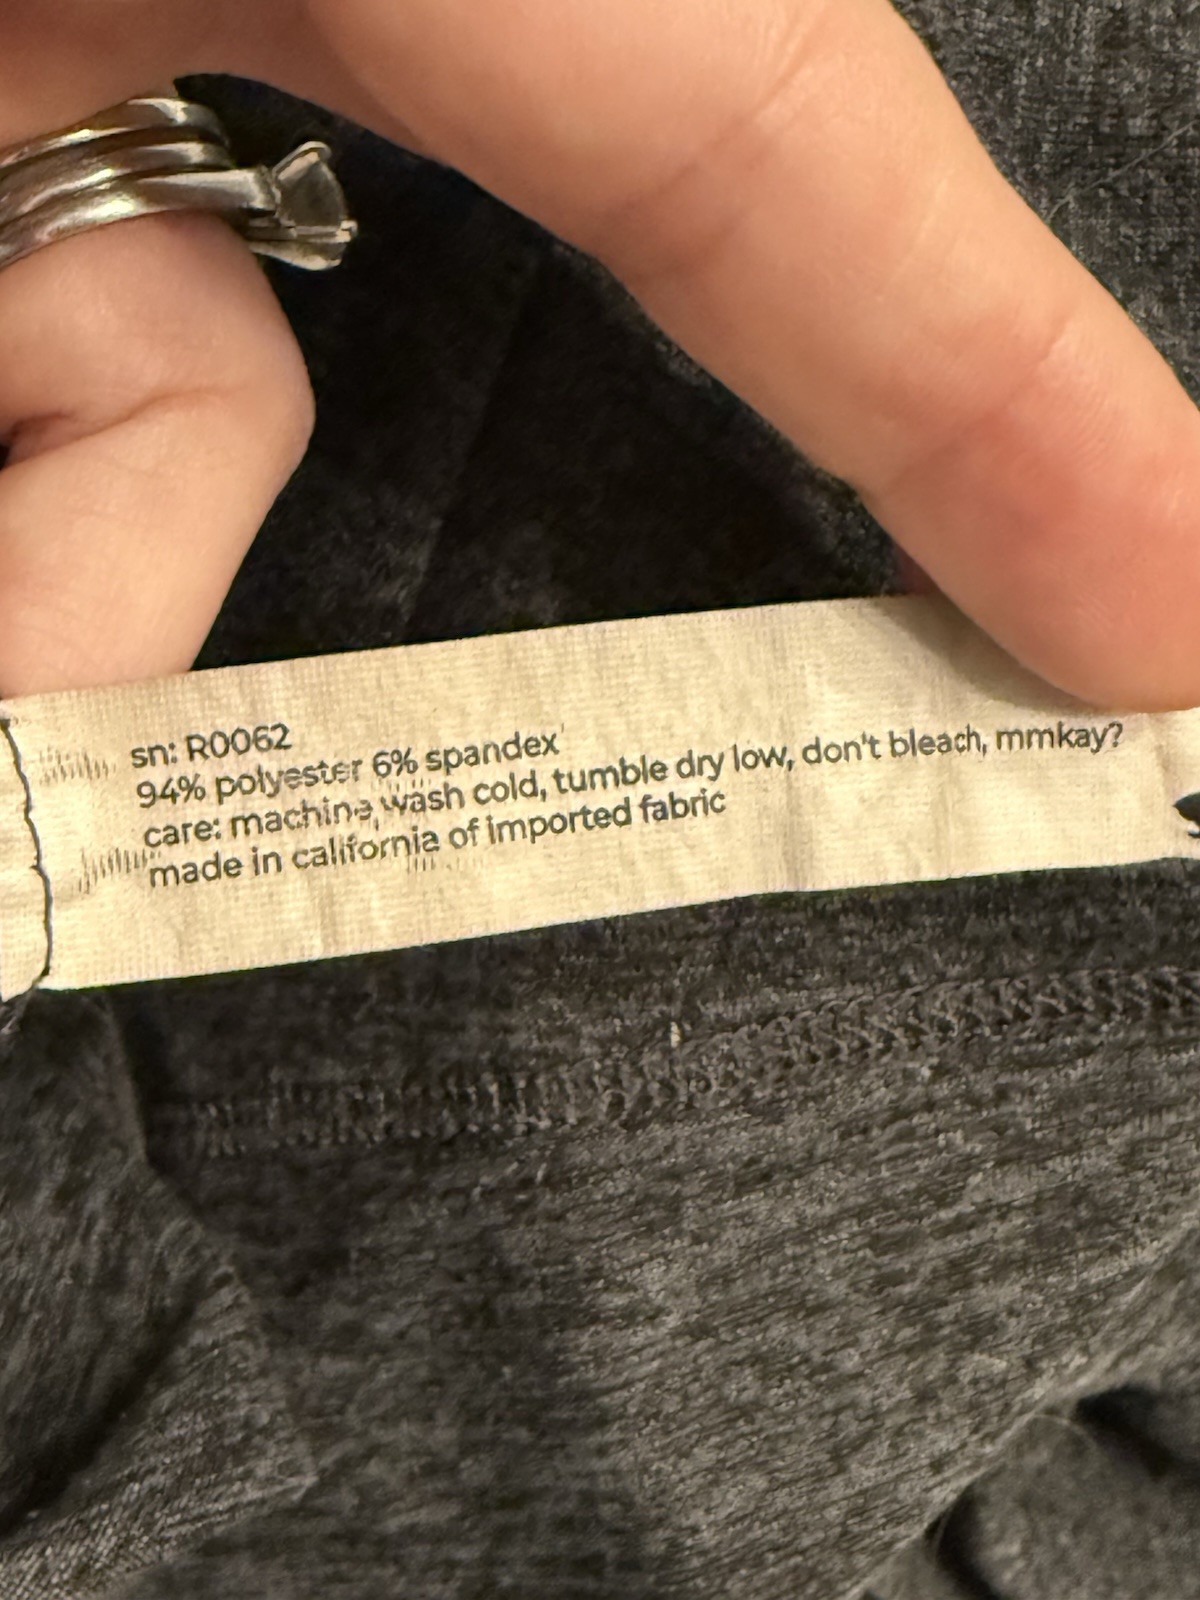 sn: R0062
94% polyester 6% spandex
care: machine wash cold, tumble dry low, don't bleach, mmkay?
made in california of imported fabric